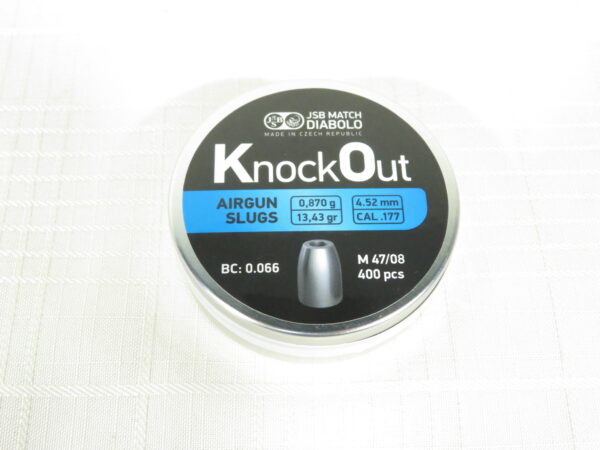 JSB
JSB MATCH
DIABOLO
MADE IN CZECH REPUBLIC
KnockOut
AIRGUN
SLUGS
0,870 g
13,43 gr
4.52 mm
CAL .177
BC: 0.066
M 47/08
400 pcs